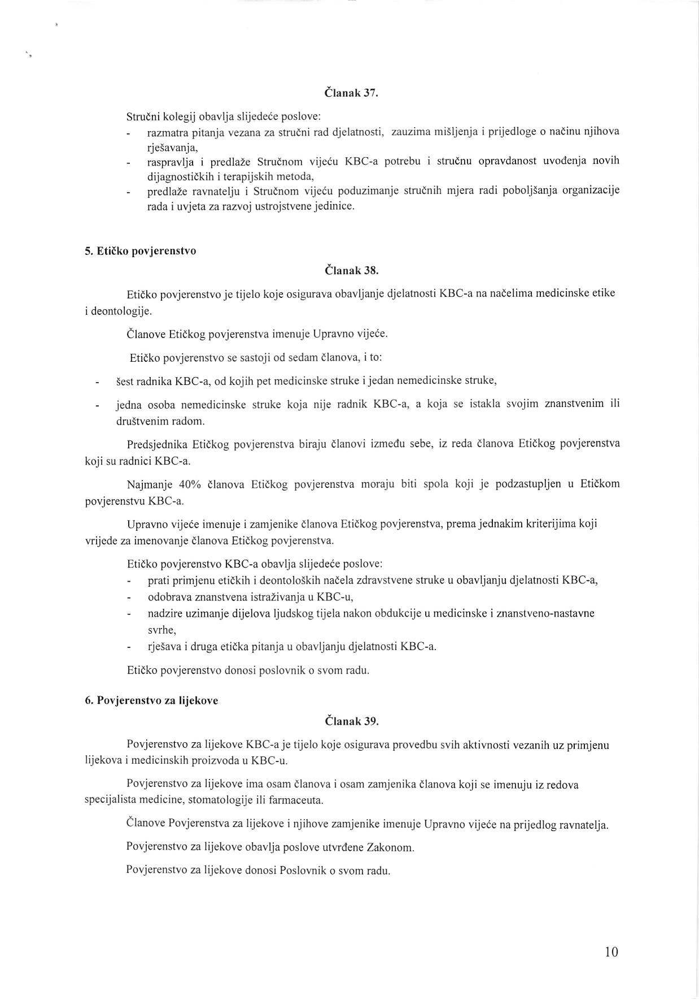 Članak 37.
Stručni kolegij obavlja slijedeće poslove:
- razmatra pitanja vezana za stručni rad djelatnosti, zauzima mišljenja i prijedloge o načinu njihova
rješavanja,
- raspravlja i predlaže Stručnom vijeću KBC-a potrebu i stručnu opravdanost uvođenja novih
dijagnostičkih i terapijskih metoda,
- predlaže ravnatelju i Stručnom vijeću poduzimanje stručnih mjera radi poboljšanja organizacije
rada i uvjeta za razvoj ustrojstvene jedinice.
5. Etičko povjerenstvo
Članak 38.
Etičko povjerenstvo je tijelo koje osigurava obavljanje djelatnosti KBC-a na načelima medicinske etike
i deontologije.
Članove Etičkog povjerenstva imenuje Upravno vijeće.
Etičko povjerenstvo se sastoji od sedam članova, i to:
- šest radnika KBC-a, od kojih pet medicinske struke i jedan nemedicinske struke,
- jedna osoba nemedicinske struke koja nije radnik KBC-a, a koja se istakla svojim znanstvenim ili
društvenim radom.
Predsjednika Etičkog povjerenstva biraju članovi između sebe, iz reda članova Etičkog povjerenstva
koji su radnici KBC-a.
Najmanje 40% članova Etičkog povjerenstva moraju biti spola koji je podzastupljen u Etičkom
povjerenstvu KBC-a.
Upravno vijeće imenuje i zamjenike članova Etičkog povjerenstva, prema jednakim kriterijima koji
vrijede za imenovanje članova Etičkog povjerenstva.
Etičko povjerenstvo KBC-a obavlja slijedeće poslove:
- prati primjenu etičkih i deontoloških načela zdravstvene struke u obavljanju djelatnosti KBC-a,
- odobrava znanstvena istraživanja u KBC-u,
- nadzire uzimanje dijelova ljudskog tijela nakon obdukcije u medicinske i znanstveno-nastavne
svrhe,
- rješava i druga etička pitanja u obavljanju djelatnosti KBC-a.
Etičko povjerenstvo donosi poslovnik o svom radu.
6. Povjerenstvo za lijekove
Članak 39.
Povjerenstvo za lijekove KBC-a je tijelo koje osigurava provedbu svih aktivnosti vezanih uz primjenu
lijekova i medicinskih proizvoda u KBC-u.
Povjerenstvo za lijekove ima osam članova i osam zamjenika članova koji se imenuju iz redova
specijalista medicine, stomatologije ili farmaceuta.
Članove Povjerenstva za lijekove i njihove zamjenike imenuje Upravno vijeće na prijedlog ravnatelja.
Povjerenstvo za lijekove obavlja poslove utvrđene Zakonom.
Povjerenstvo za lijekove donosi Poslovnik o svom radu.
10